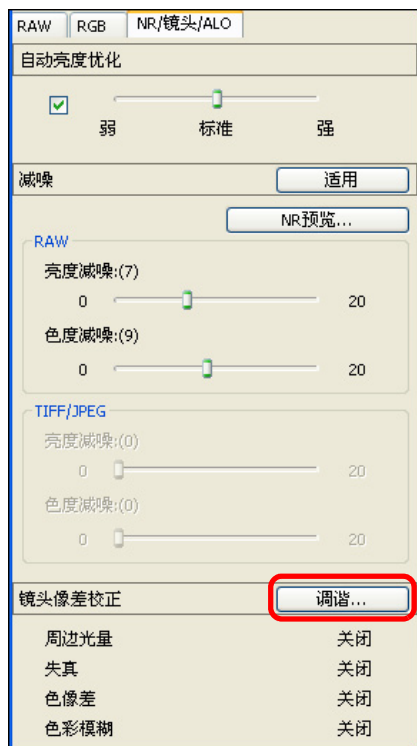 RAW RGB NR/镜头/ALO
自动亮度优化
弱 标准 强
减噪 适用
NR预览...
RAW
亮度减噪:(7)
0 20
色度减噪:(9)
0 20
TIFF/JPEG
亮度减噪:(0)
0 20
色度减噪:(0)
0 20
镜头像差校正 调谐...
周边光量 关闭
失真 关闭
色像差 关闭
色彩模糊 关闭